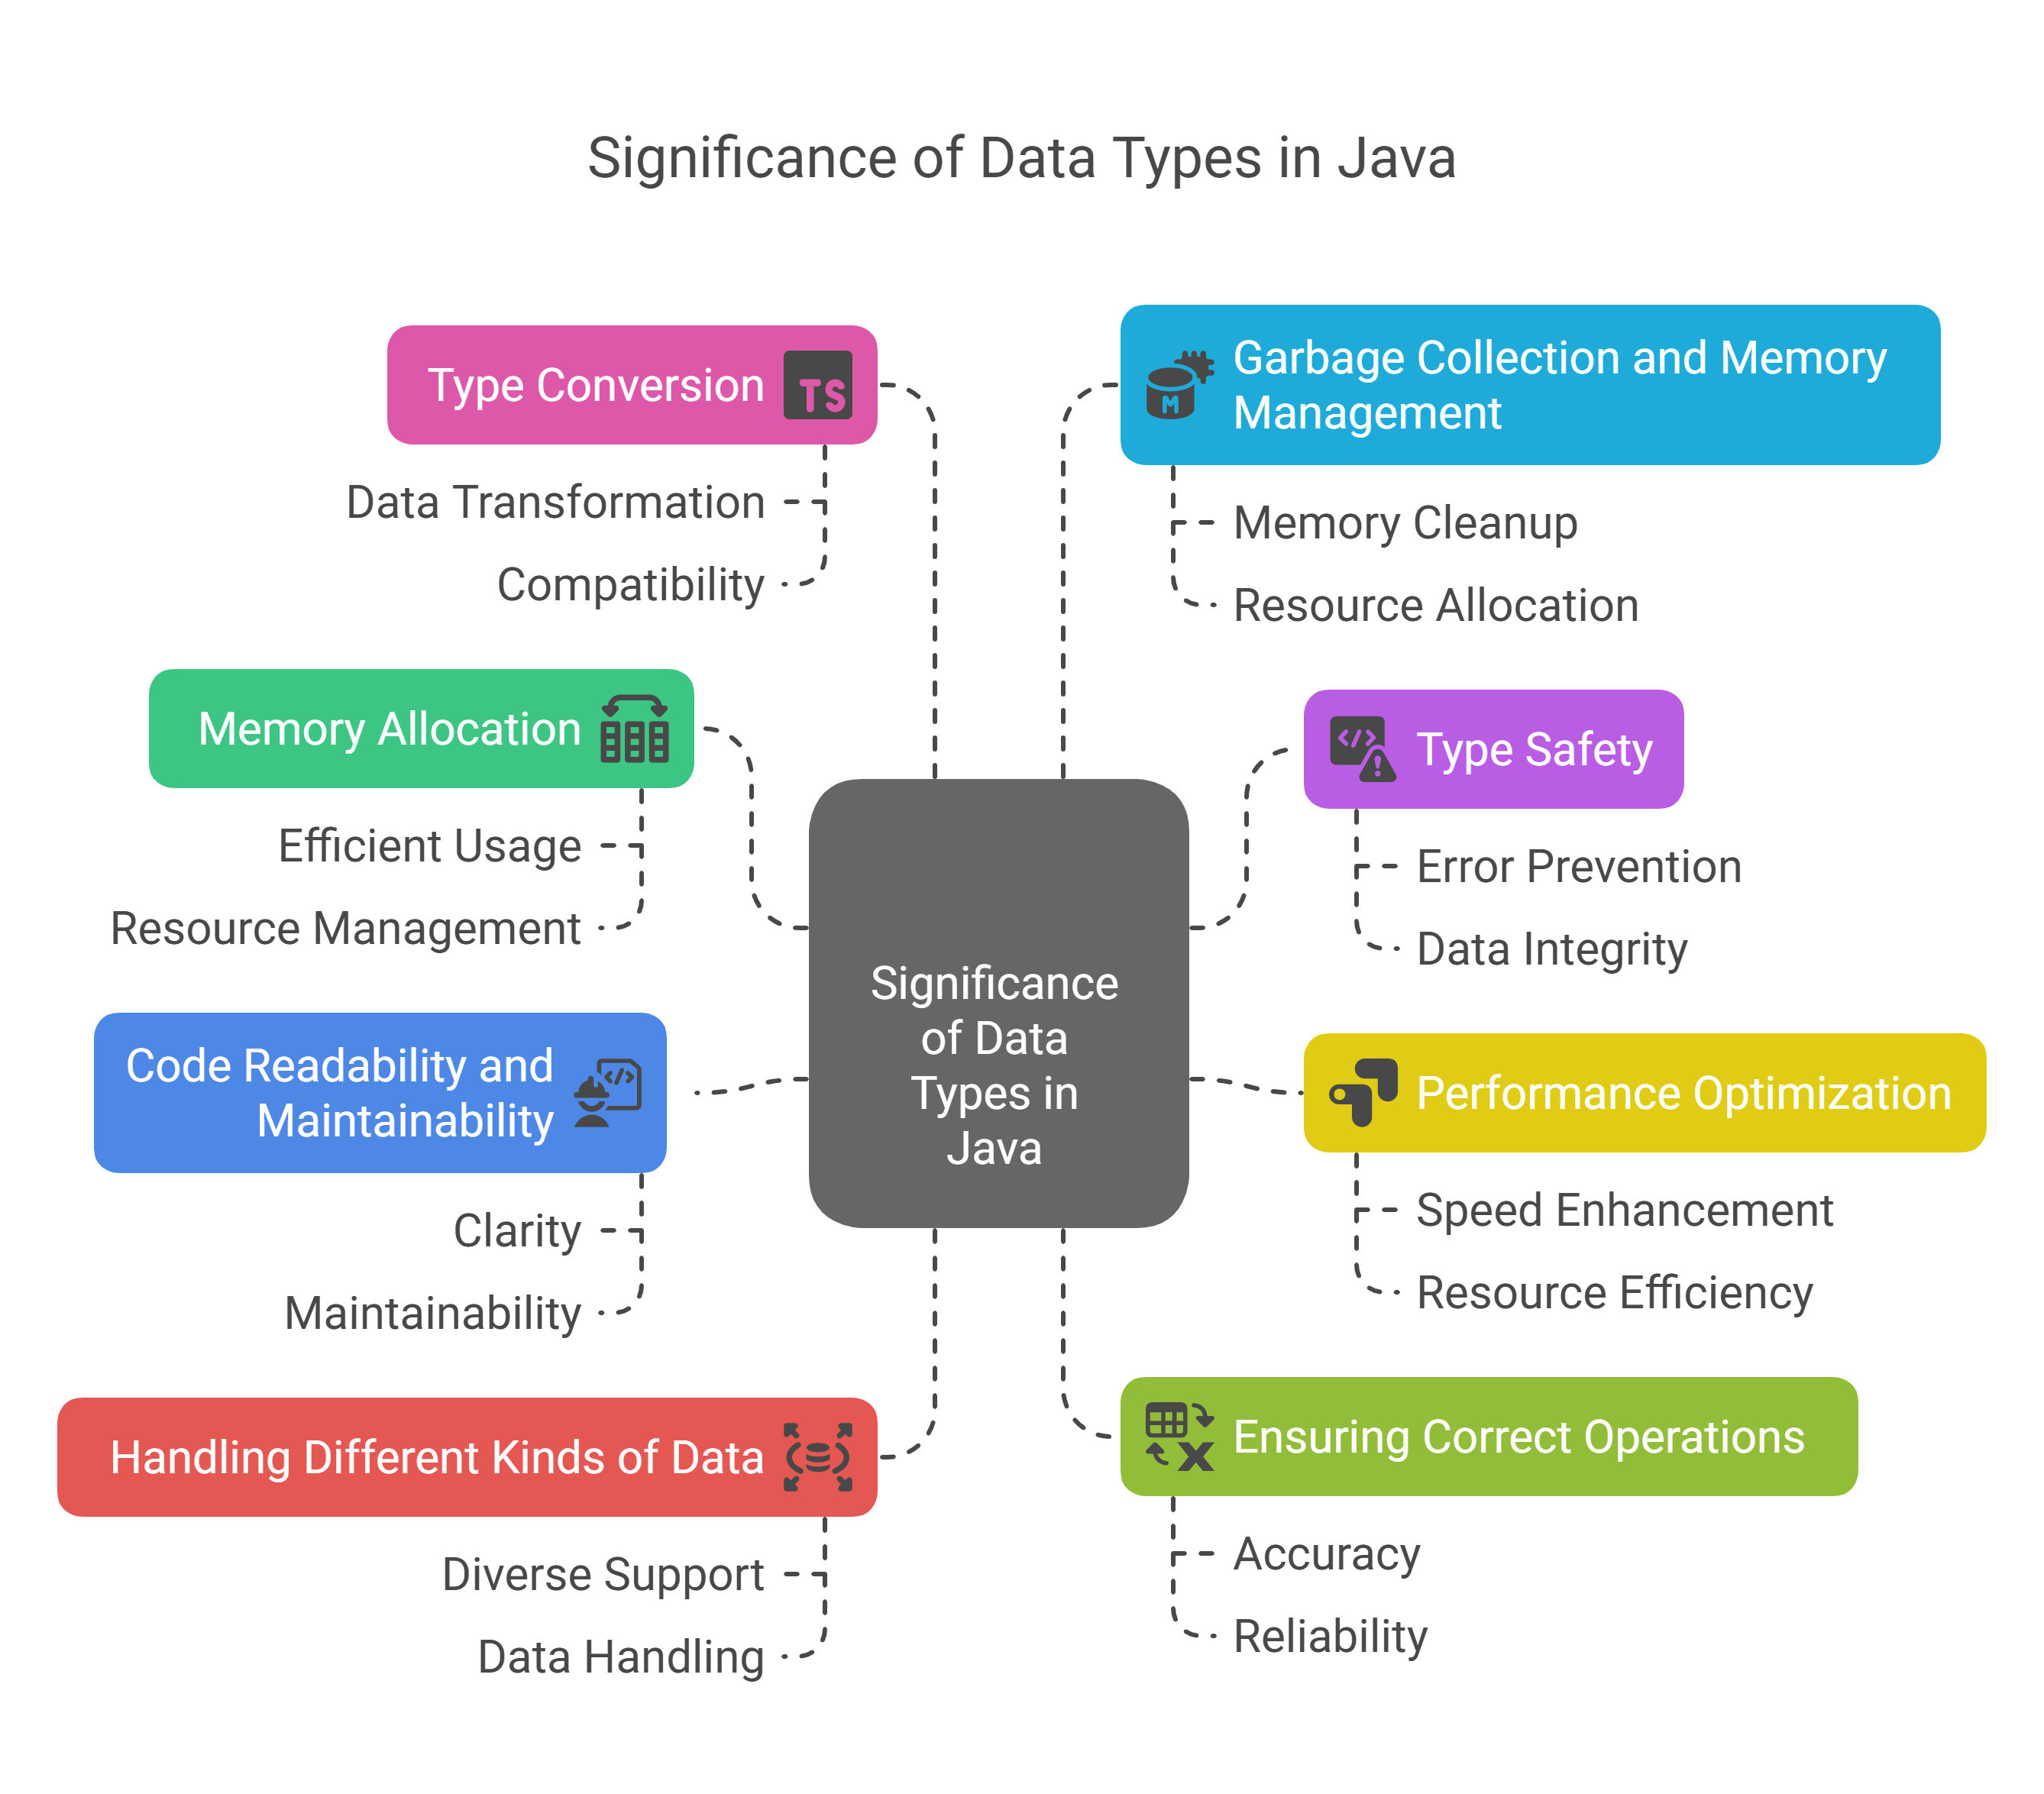 Significance of Data Types in Java
Type Conversion
TS
Data Transformation
Compatibility
Memory Allocation
Efficient Usage
Resource Management
Code Readability and
Maintainability
</>
Clarity
Maintainability
Handling Different Kinds of Data
Diverse Support
Data Handling
Significance
of Data
Types in
Java
M
Garbage Collection and Memory
Management
Memory Cleanup
Resource Allocation
</>
!
Type Safety
Error Prevention
Data Integrity
Performance Optimization
Speed Enhancement
Resource Efficiency
X
Ensuring Correct Operations
Accuracy
Reliability